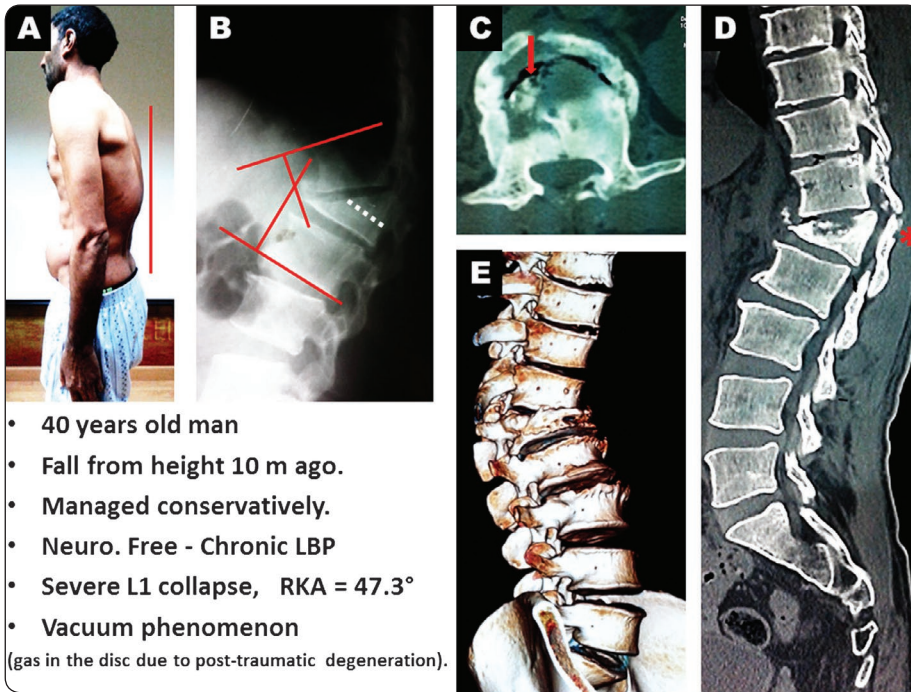 A
B
C
D
E
*
• 40 years old man
• Fall from height 10 m ago.
• Managed conservatively.
• Neuro. Free - Chronic LBP
• Severe L1 collapse, RKA = 47.3°
• Vacuum phenomenon
(gas in the disc due to post-traumatic degeneration).